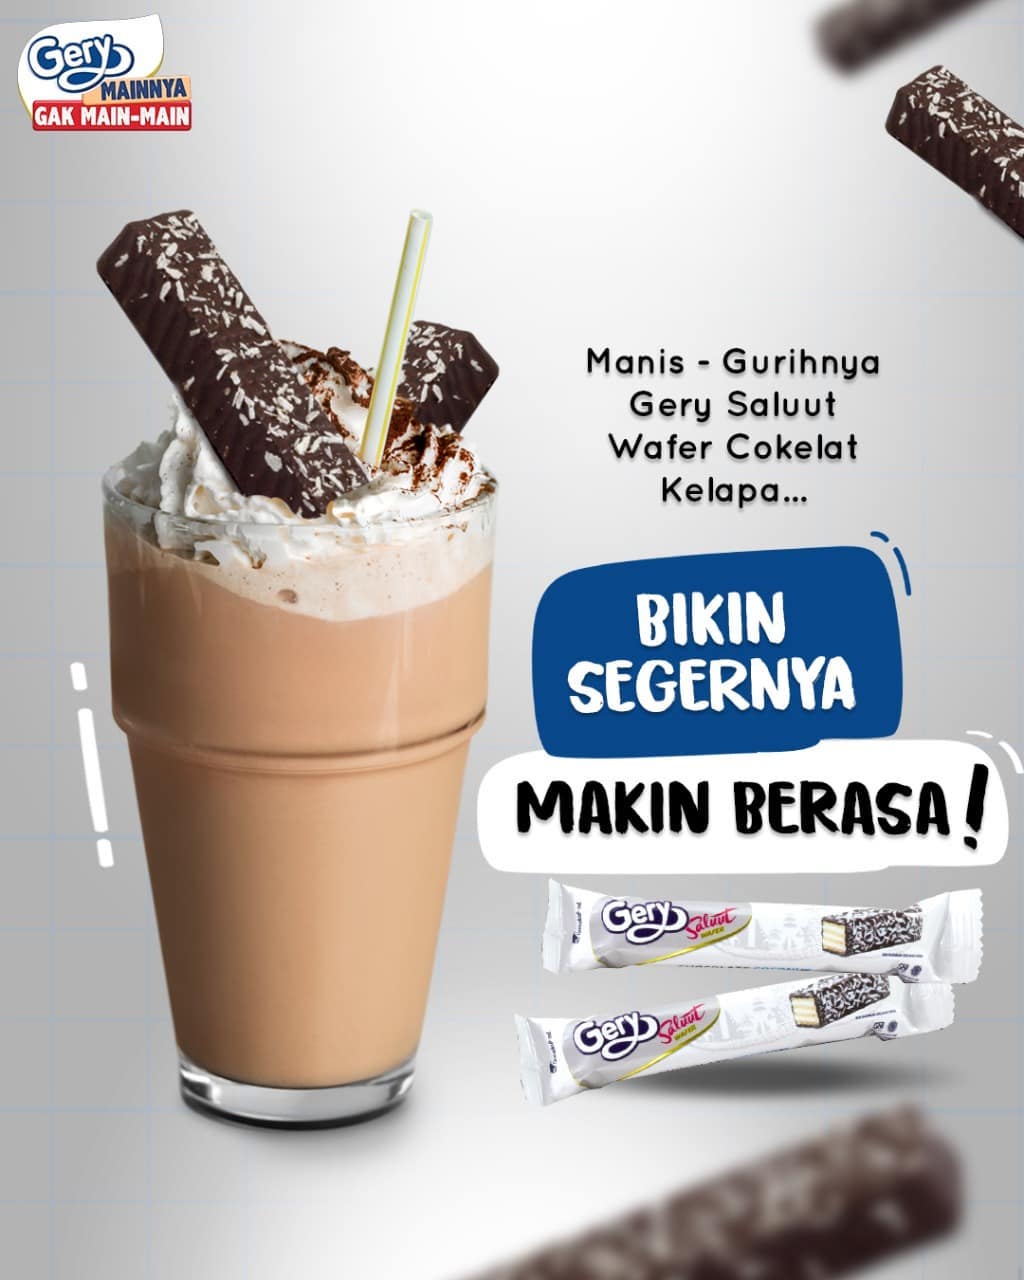 Gery
MAINNYA
GAK MAIN-MAIN
Manis - Gurihnya
Gery Saluut
Wafer Cokelat
Kelapa...
BIKIN
SEGERNYA
MAKIN BERASA!
Gery Saluut
WAFER
Gery Saluut
WAFER